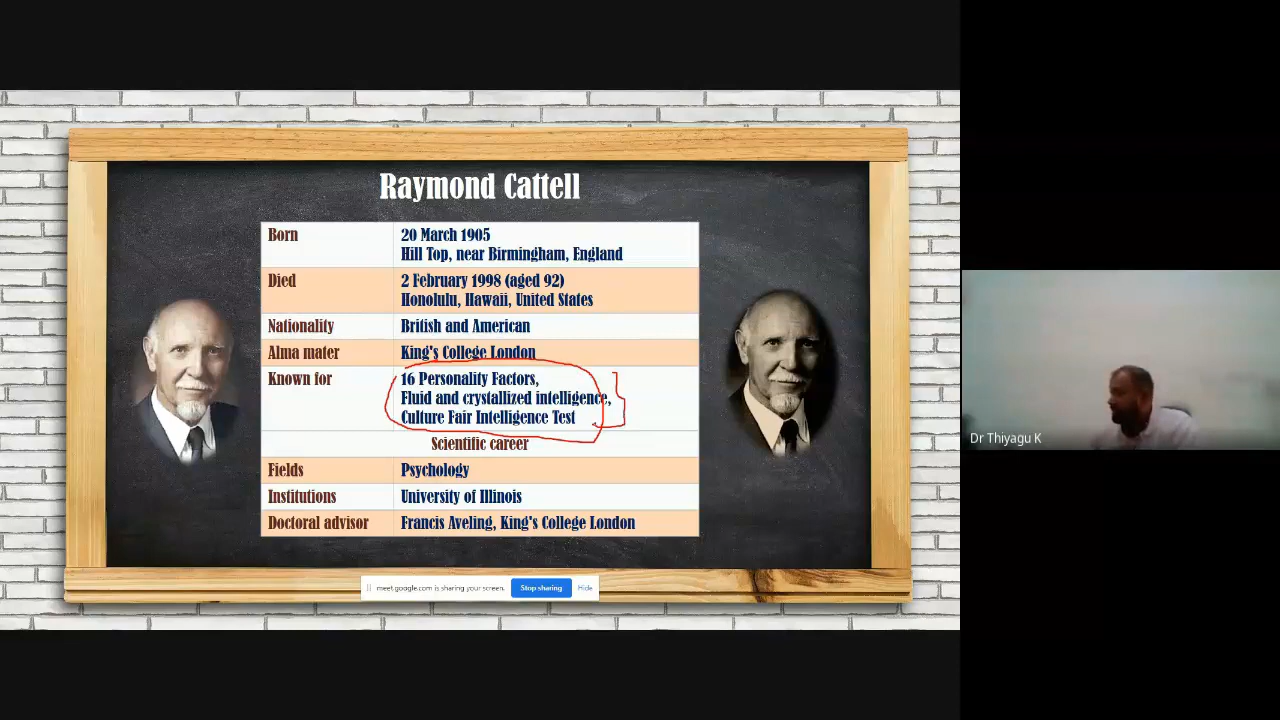 Raymond Cattell
Born
20 March 1905
Hill Top, near Birmingham, England
Died
2 February 1998 (aged 92)
Honolulu, Hawaii, United States
Nationality
British and American
Alma mater
King's College London
Known for
16 Personality Factors,
Fluid and crystallized intelligence,
Culture Fair Intelligence Test
Scientific career
Fields
Psychology
Institutions
University of Illinois
Doctoral advisor
Francis Aveling, King's College London
meet.google.com is sharing your screen.
Stop sharing
Hide
Dr Thiyagu K